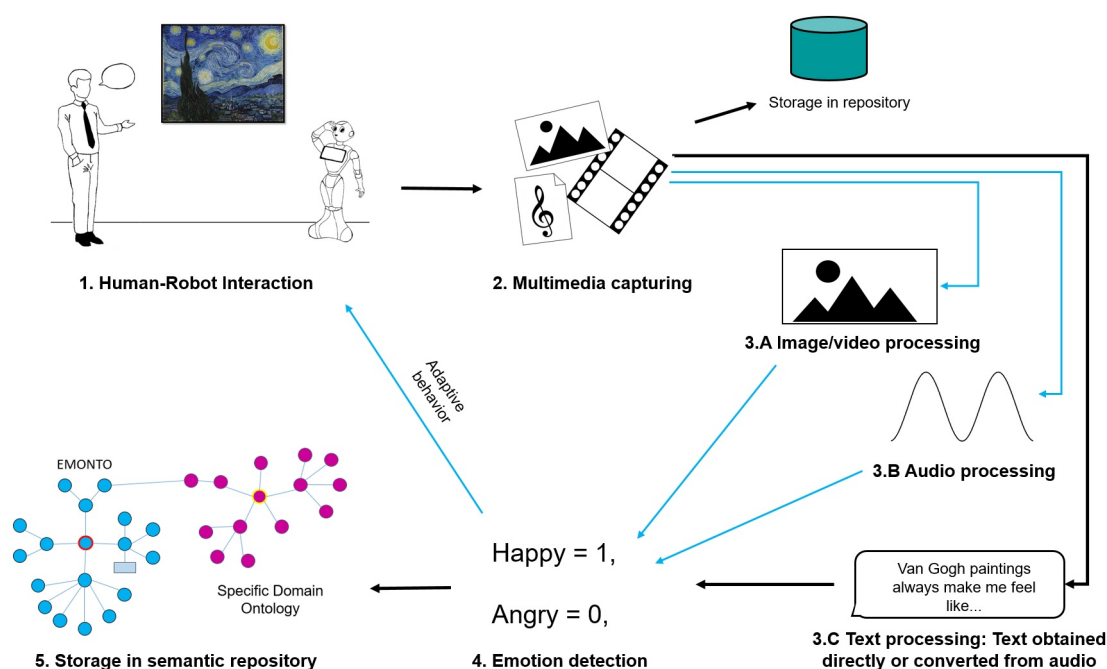 Storage in repository
1. Human-Robot Interaction
2. Multimedia capturing
3.A Image/video processing
Adaptive
behavior
3.B Audio processing
EMONTO
Specific Domain
Ontology
Happy = 1,
Angry = 0,
Van Gogh paintings
always make me feel
like...
3.C Text processing: Text obtained
directly or converted from audio
4. Emotion detection
5. Storage in semantic repository